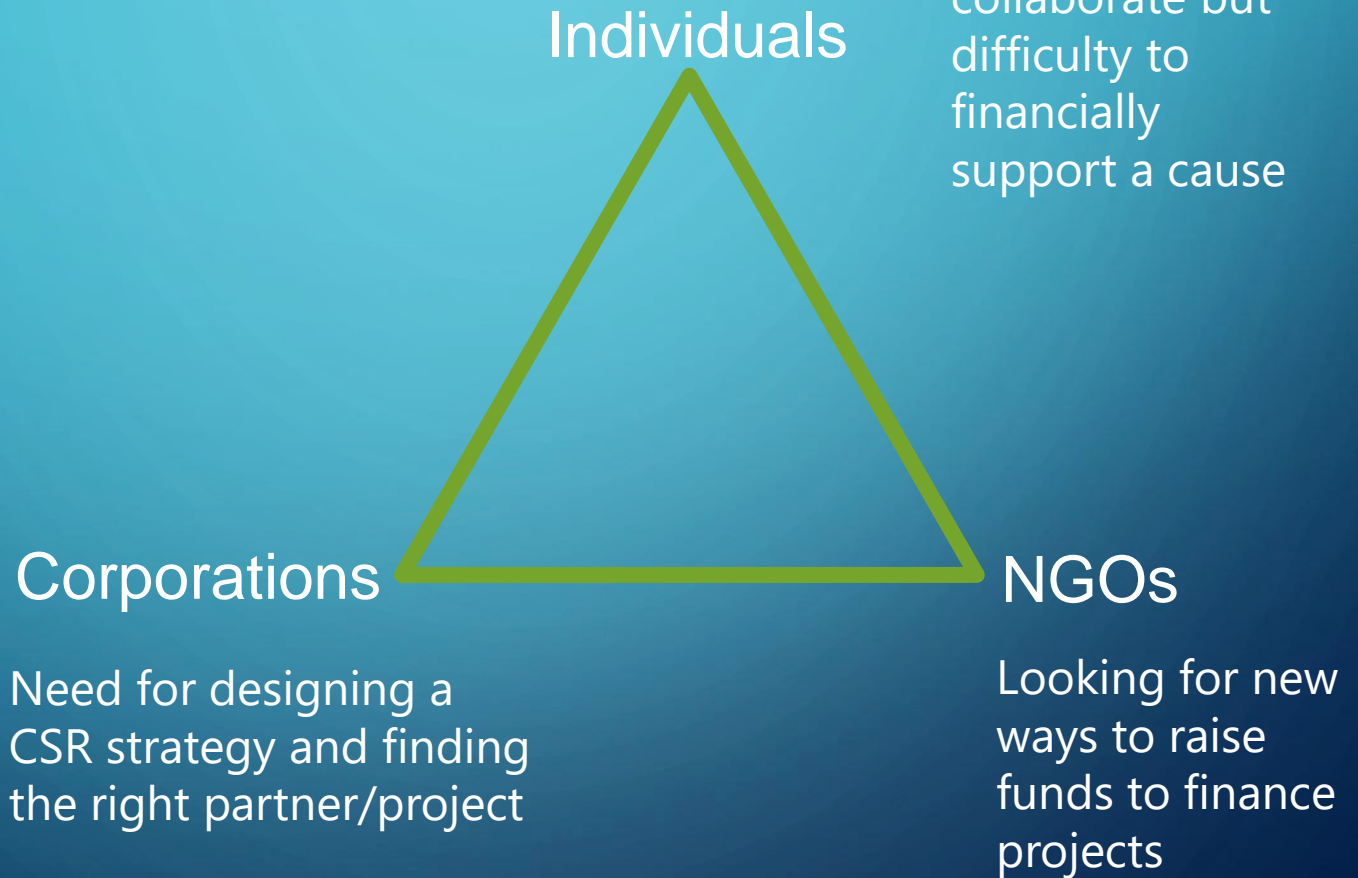 Individuals
collaborate but
difficulty to
financially
support a cause
Corporations
Need for designing a
CSR strategy and finding
the right partner/project
NGOs
Looking for new
ways to raise
funds to finance
projects